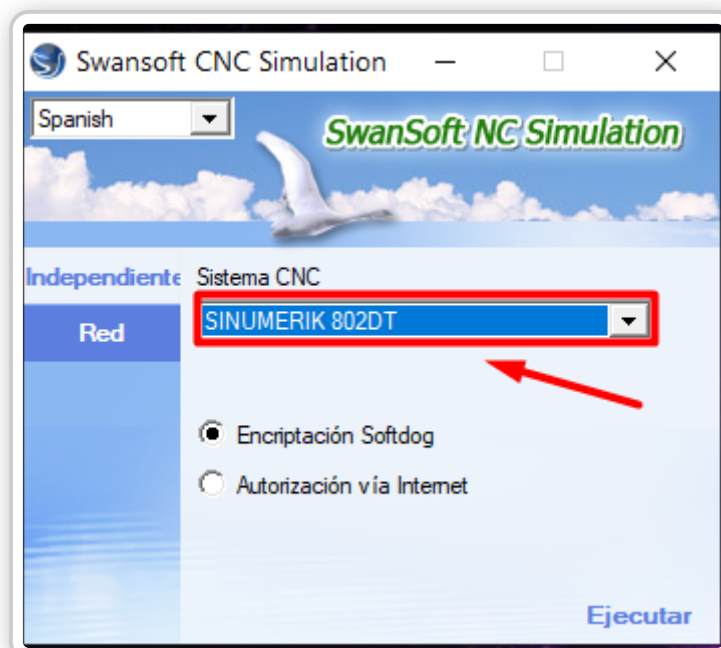 Swansoft CNC Simulation
Spanish
SwanSoft NC Simulation
Independiente
Sistema CNC
SINUMERIK 802DT
Red
Encriptación Softdog
Autorización vía Internet
Ejecutar